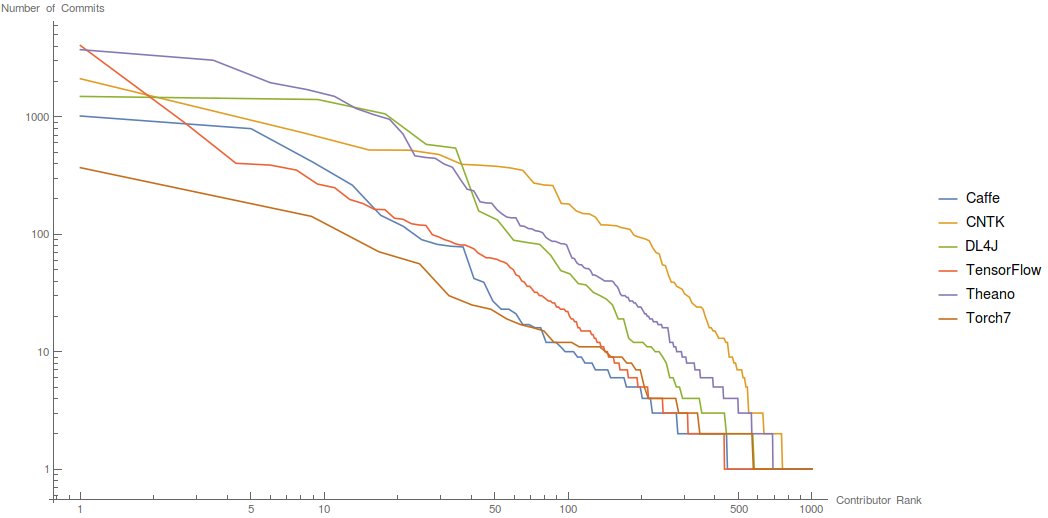 Number of Commits
1000
100
10
1
1
5
10
50
100
500
1000
Contributor Rank
Caffe
CNTK
DL4J
TensorFlow
Theano
Torch7